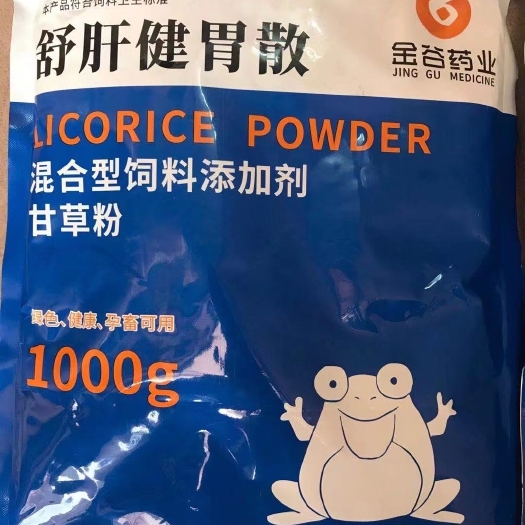 本产品符合饲料卫生标准
舒肝健胃散
金谷药业
JING GU MEDICINE
LICORICE POWDER
混合型饲料添加剂
甘草粉
绿色、健康、孕畜可用
1000g